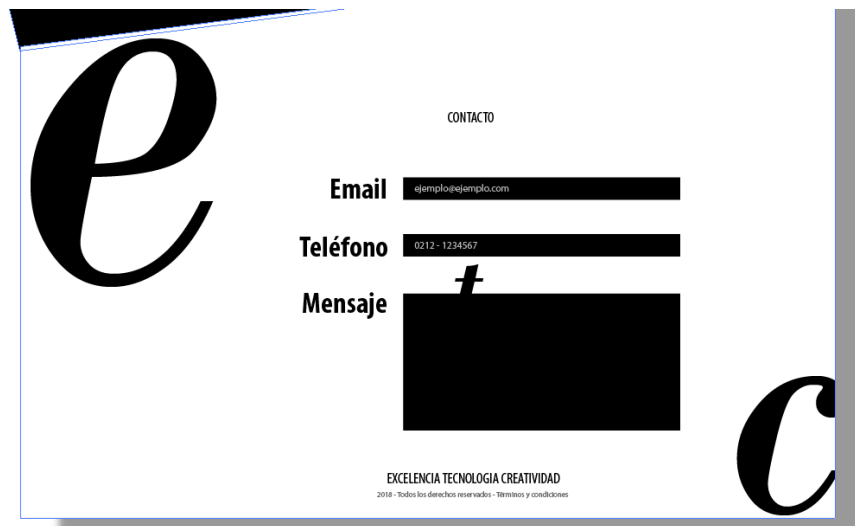 e
CONTACTO
Email ejemplo@ejemplo.com
Teléfono 0212 - 1234567
t
Mensaje
c
EXCELENCIA TECNOLOGIA CREATIVIDAD
2018 - Todos los derechos reservados - Términos y condiciones